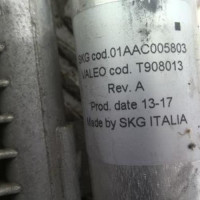 SKG cod.01AAC005803
VALEO cod. T908013
Rev. A
Prod. date 13-17
Made by SKG ITALIA